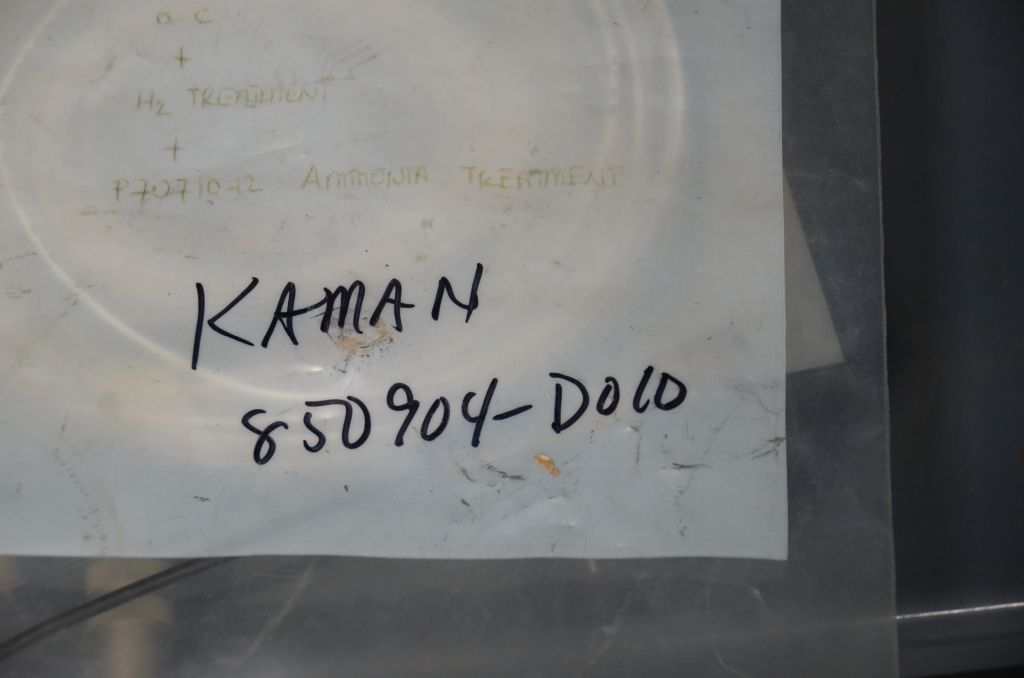 a-C
+
H2 TREATMENT
+
P70710-12 AMMONIA TREATMENT
KAMAN
850904-D010